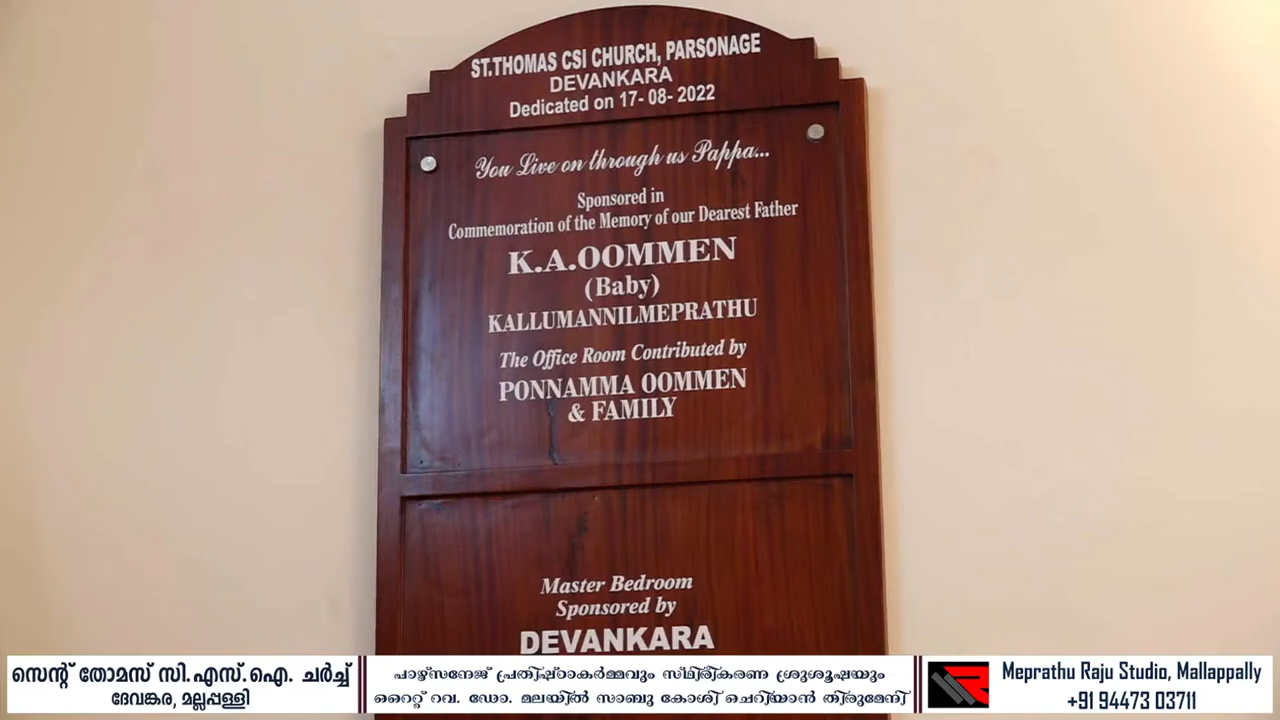 ST.THOMAS CSI CHURCH, PARSONAGE
DEVANKARA
Dedicated on 17- 08- 2022
You Live on through us Pappa...
Sponsored in
Commemoration of the Memory of our Dearest Father
K.A.OOMMEN
(Baby)
KALLUMANNILMEPRATHU
The Office Room Contributed by
PONNAMMA OOMMEN
& FAMILY
Master Bedroom
Sponsored by
DEVANKARA
സെന്റ് തോമസ് സി.എസ്.ഐ. ചർച്ച്
ദേവങ്കര, മല്ലപ്പള്ളി
പാഴ്സനേജ് പ്രതിഷ്ഠാകർമ്മവും സ്ഥിരീകരണ ശുശ്രൂഷയും
റൈറ്റ് റവ. ഡോ. മലയിൽ സാബു കോശി ചെറിയാൻ തിരുമേനി
Meprathu Raju Studio, Mallappally
+91 94473 03711